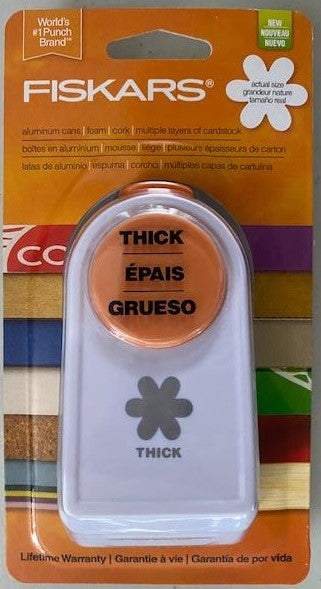 World's
#1 Punch
Brand™
NEW
NOUVEAU
NUEVO
FISKARS®
actual size
grandeur nature
tamaño real
aluminum cans | foam | cork | multiple layers of cardstock
boîtes en aluminium | mousse | liège | plusieurs épaisseurs de carton
latas de aluminio | espuma | corcho | múltiples capas de cartulina
CO
THICK
ÉPAIS
GRUESO
THICK
Lifetime Warranty | Garantie à vie | Garantía de por vida